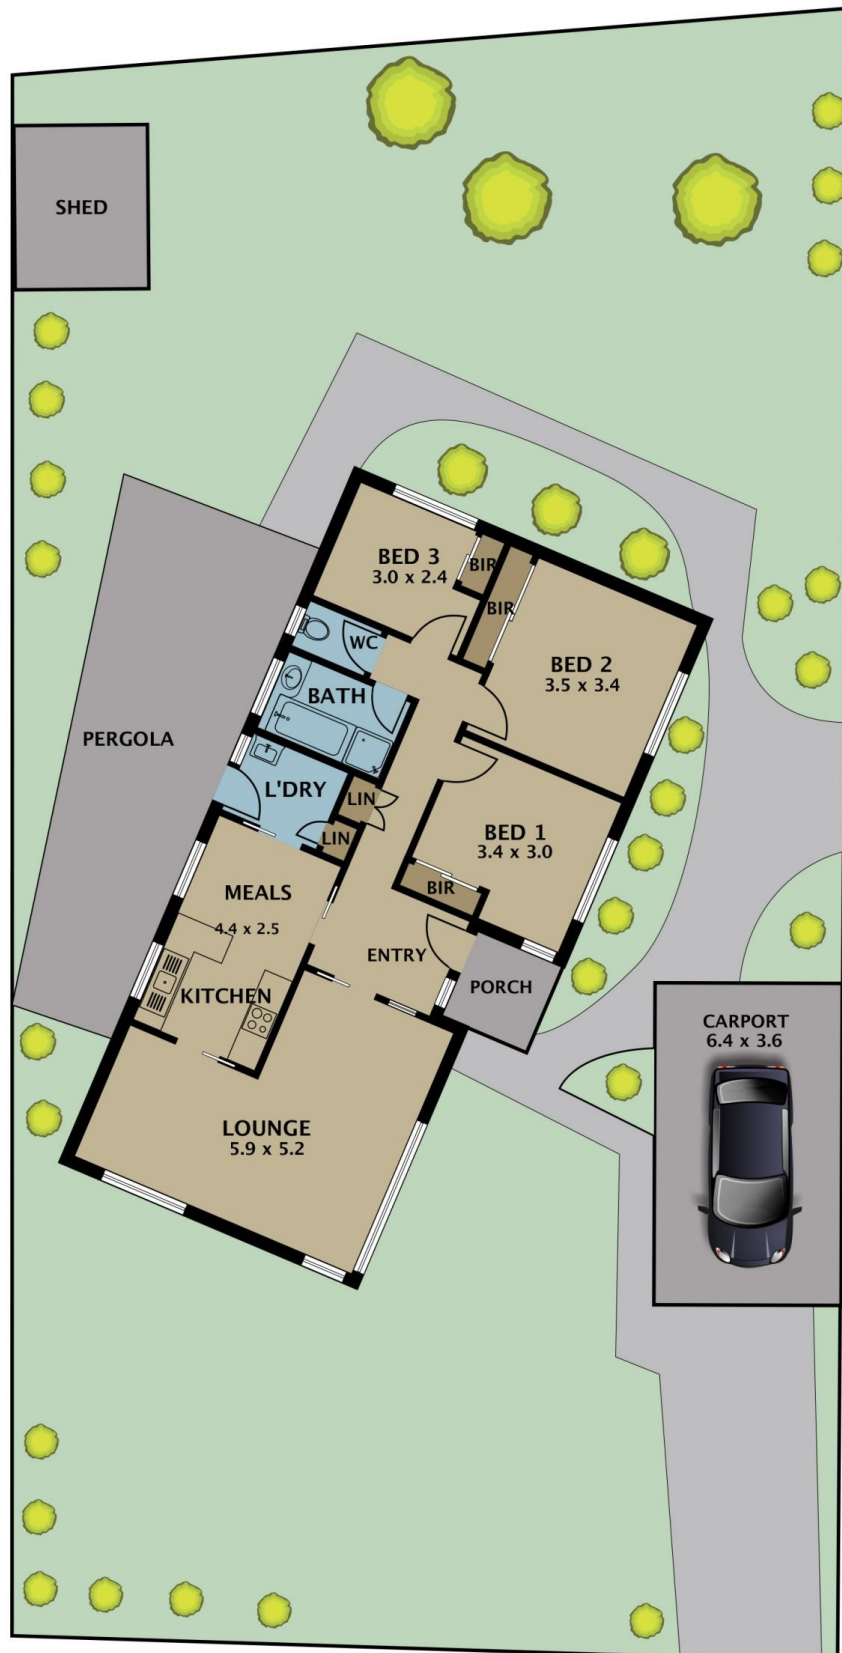 SHED
BED 3
3.0 x 2.4
BIR
BIR
WC
BED 2
3.5 x 3.4
BATH
PERGOLA
L'DRY
LIN
LIN
BED 1
3.4 x 3.0
BIR
MEALS
4.4 x 2.5
ENTRY
PORCH
KITCHEN
CARPORT
6.4 x 3.6
LOUNGE
5.9 x 5.2